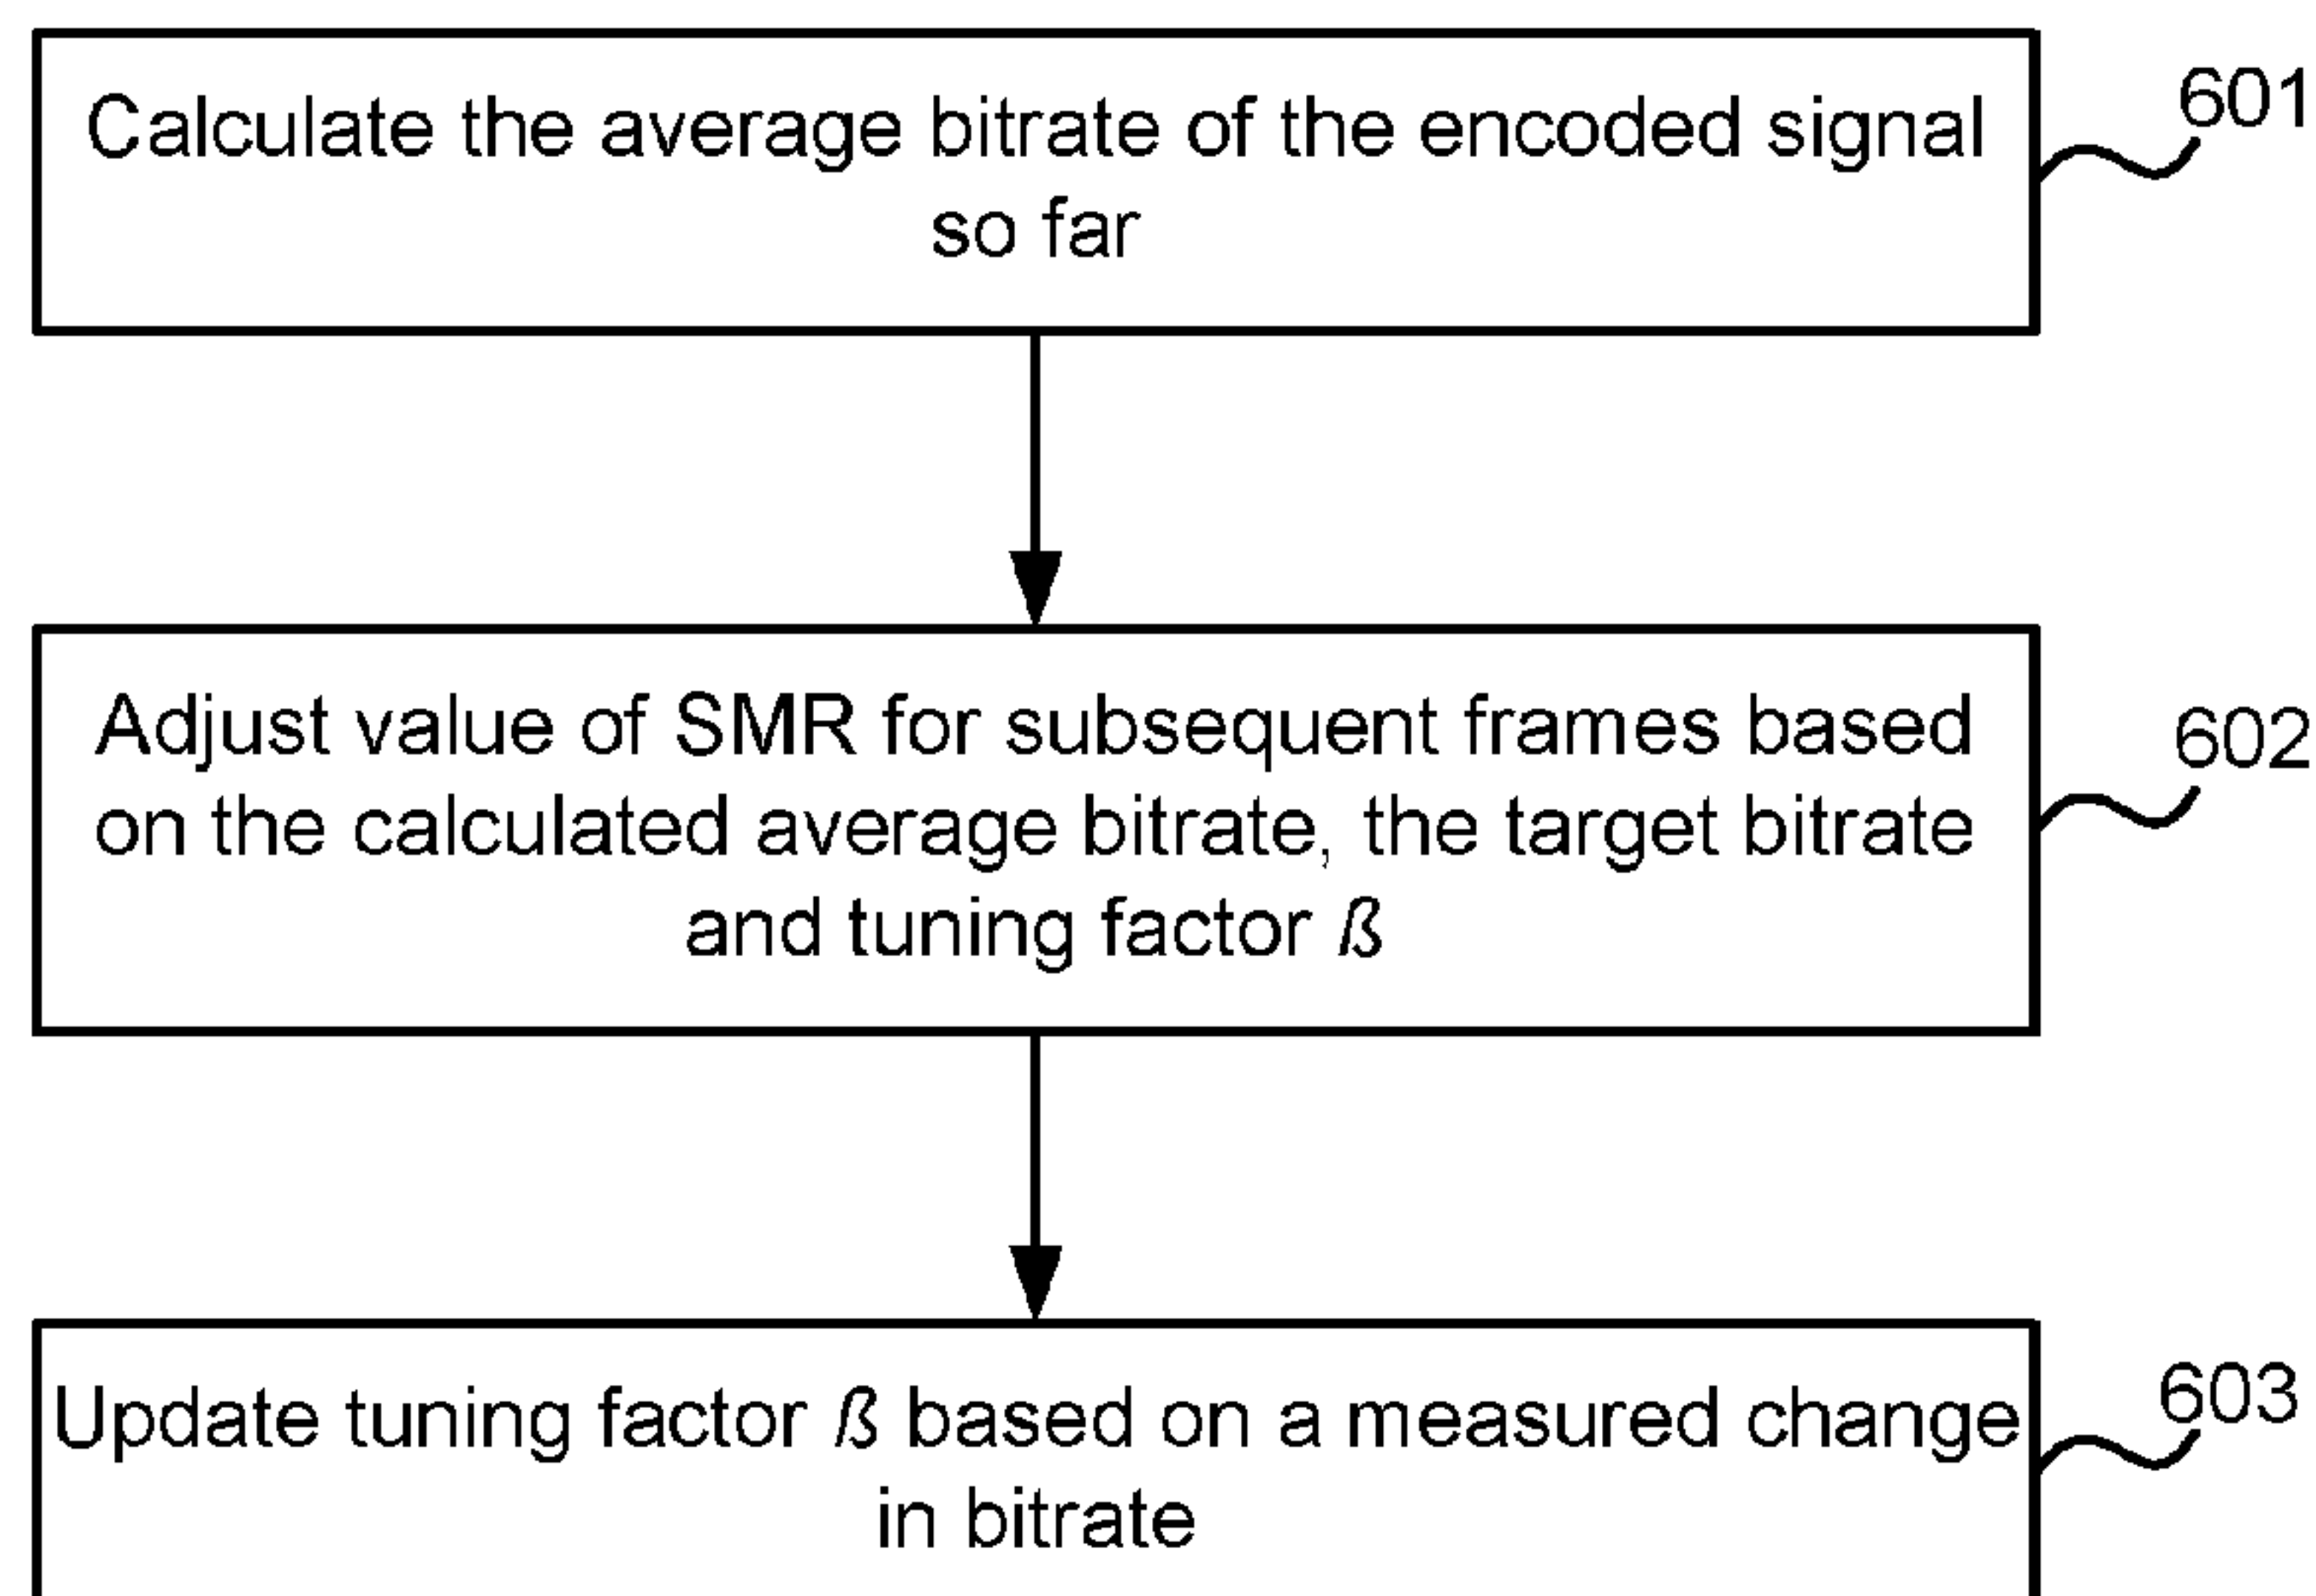 Calculate the average bitrate of the encoded signal
so far
601
Adjust value of SMR for subsequent frames based
on the calculated average bitrate, the target bitrate
and tuning factor ß
602
Update tuning factor ß based on a measured change
in bitrate
603